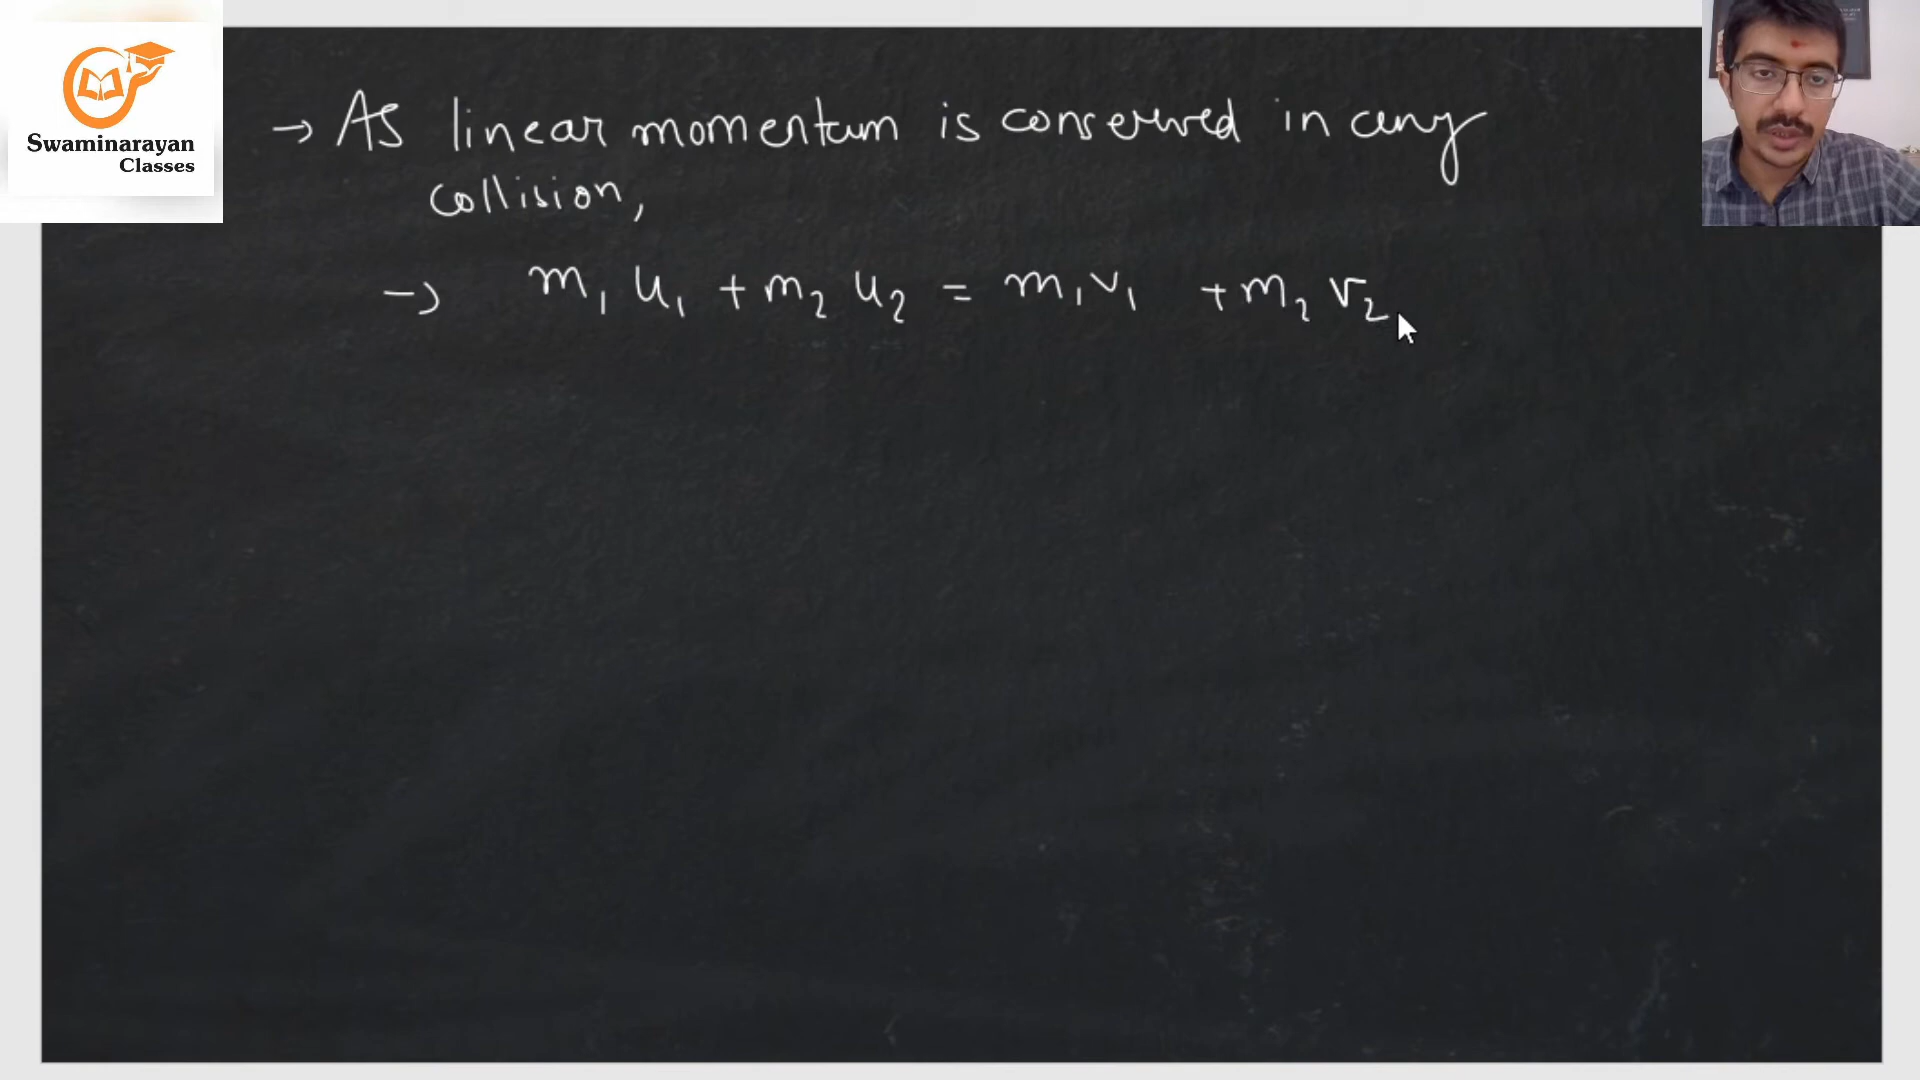 Swaminarayan
Classes
→ As linear momentum is conserved in any
collision,
→ m₁ u₁ + m₂ u₂ = m₁ v₁ + m₂ v₂